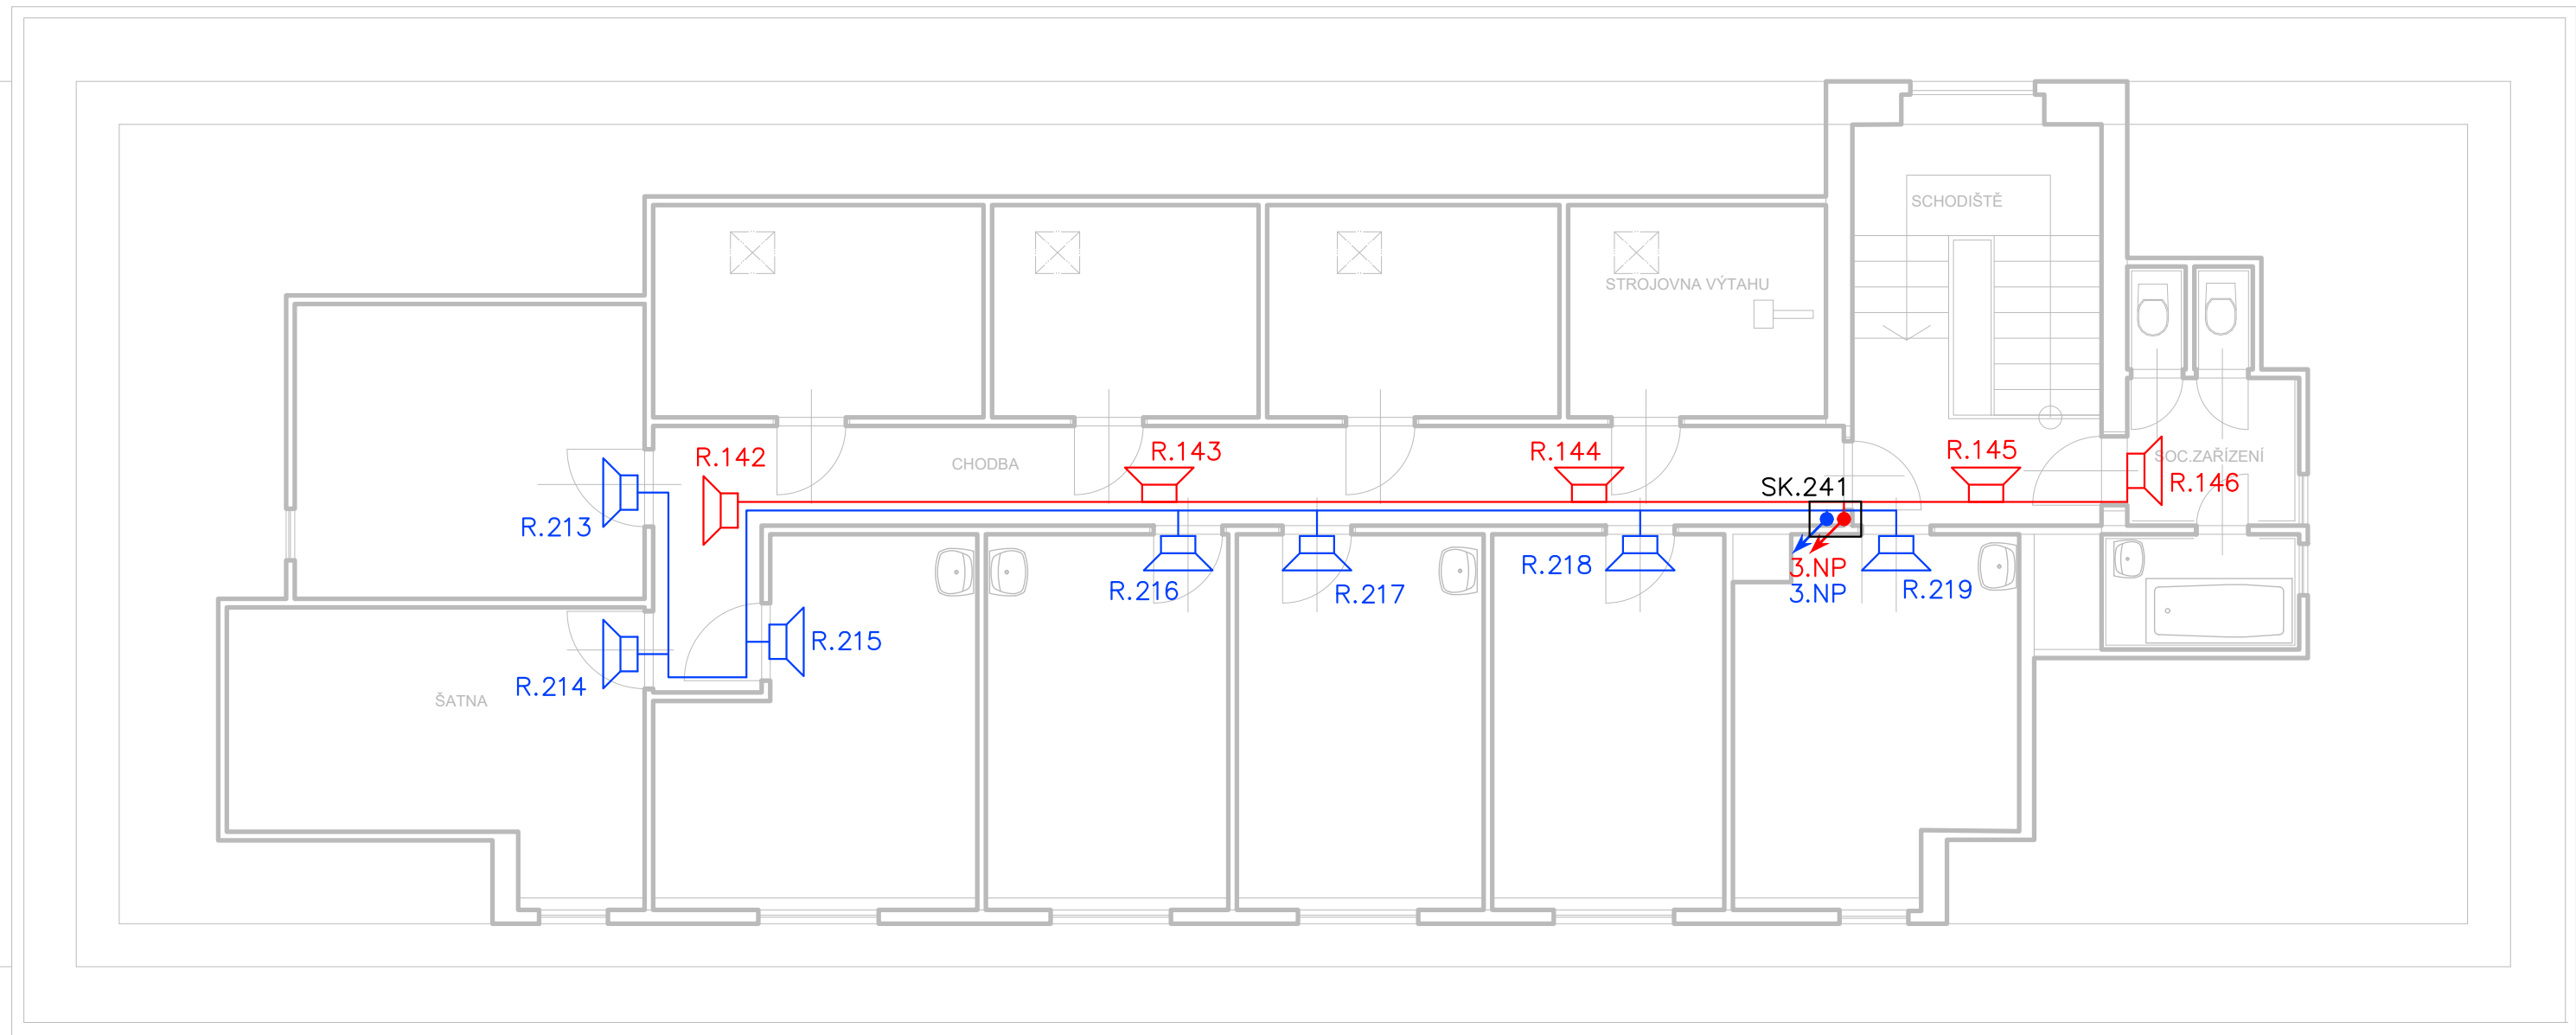 SCHODIŠTĚ
STROJOVNA VÝTAHU
R.142
CHODBA
R.143
R.144
R.145
SOC.ZAŘÍZENÍ
R.146
SK.241
R.213
3.NP
3.NP
R.216
R.217
R.218
R.219
R.215
R.214
ŠATNA